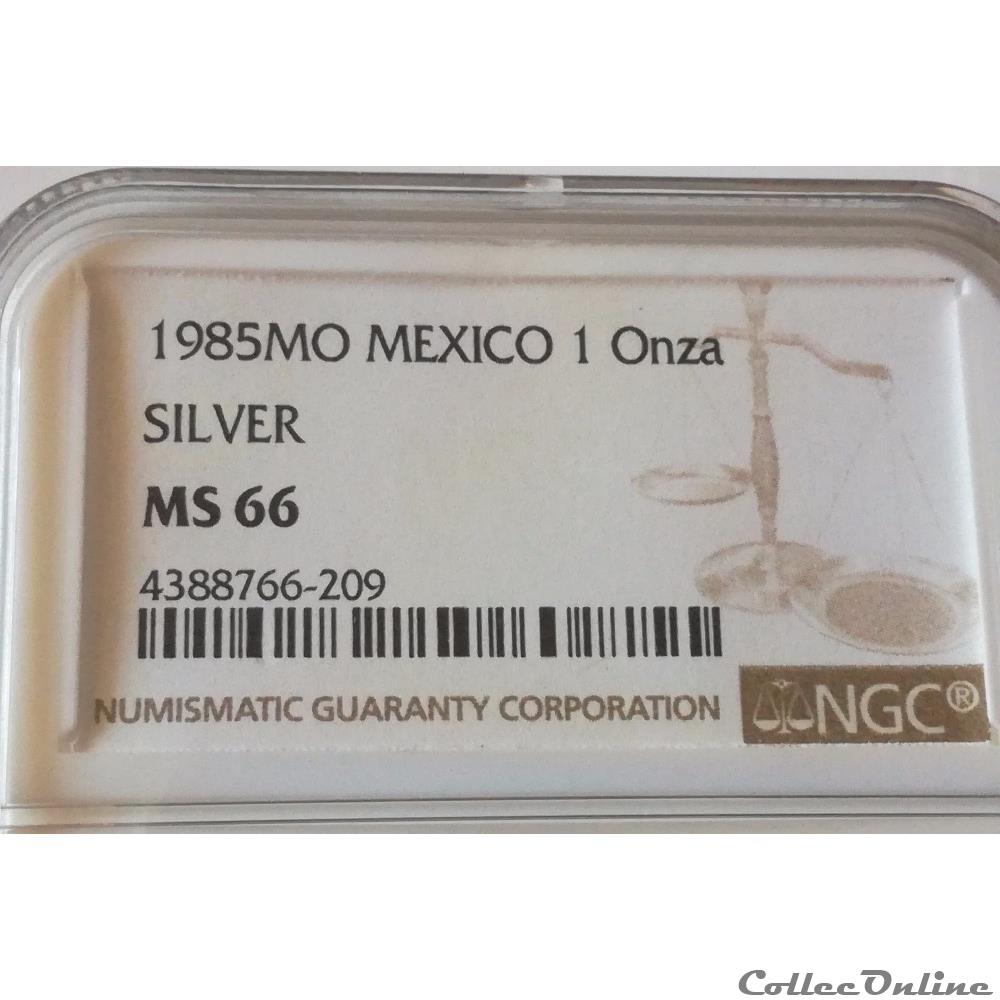 1985MO MEXICO 1 Onza
SILVER
MS 66
4388766-209
NUMISMATIC GUARANTY CORPORATION
NGC®
CollecOnline